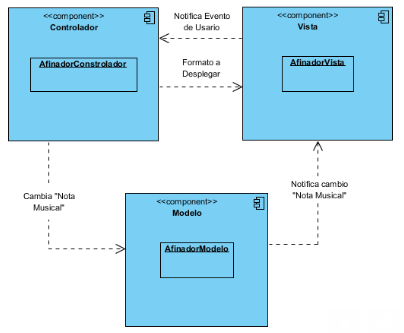 <<component>>
Controlador
AfinadorConstrolador
Notifica Evento
de Usario
Formato a
Desplegar
<<component>>
Vista
AfinadorVista
Cambia "Nota
Musical"
Notifica cambio
"Nota Musical"
<<component>>
Modelo
AfinadorModelo